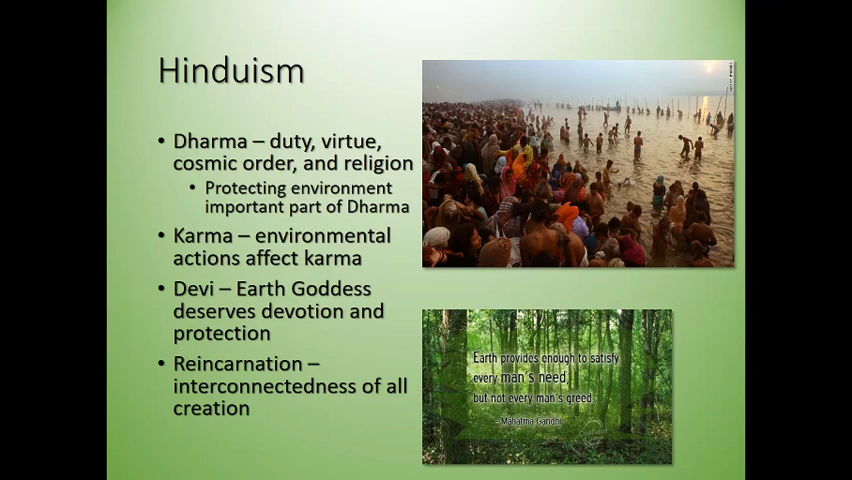 Hinduism
• Dharma – duty, virtue,
cosmic order, and religion
• Protecting environment
important part of Dharma
• Karma – environmental
actions affect karma
• Devi – Earth Goddess
deserves devotion and
protection
• Reincarnation –
interconnectedness of all
creation
Earth provides enough to satisfy
every man's need,
but not every man's greed.
- Mahatma Gandhi